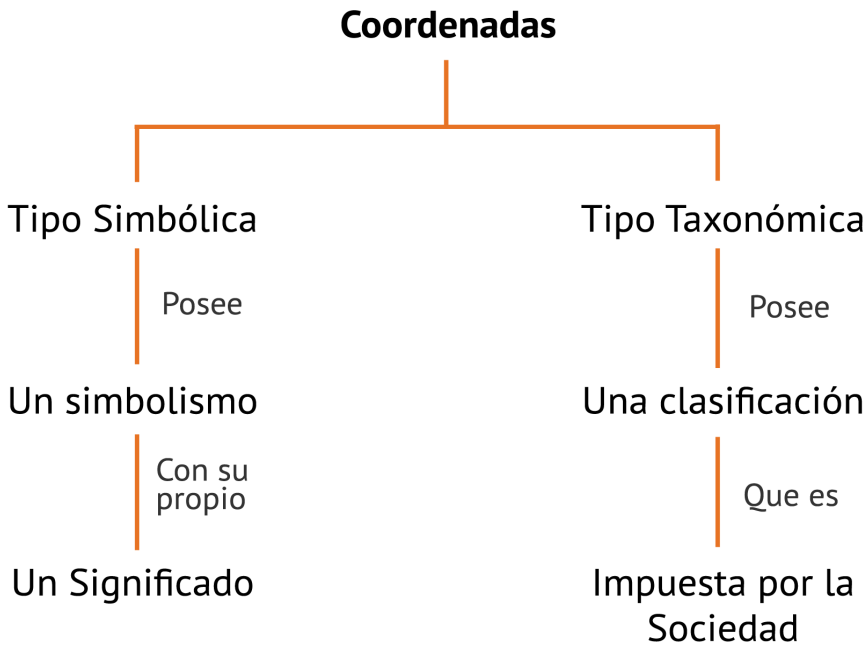 Coordenadas
Tipo Simbólica
Tipo Taxonómica
Posee
Posee
Un simbolismo
Una clasificación
Con su
propio
Que es
Un Significado
Impuesta por la
Sociedad